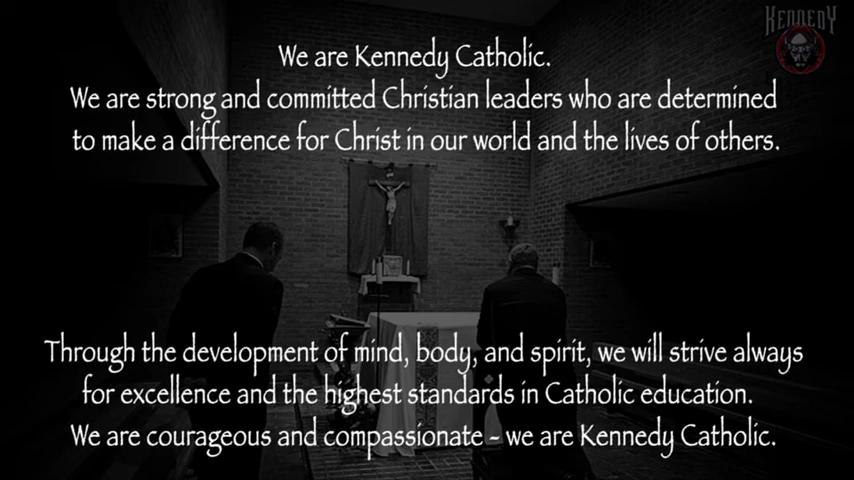 KENNEDY
We are Kennedy Catholic.
We are strong and committed Christian leaders who are determined
to make a difference for Christ in our world and the lives of others.
Through the development of mind, body, and spirit, we will strive always
for excellence and the highest standards in Catholic education.
We are courageous and compassionate - we are Kennedy Catholic.